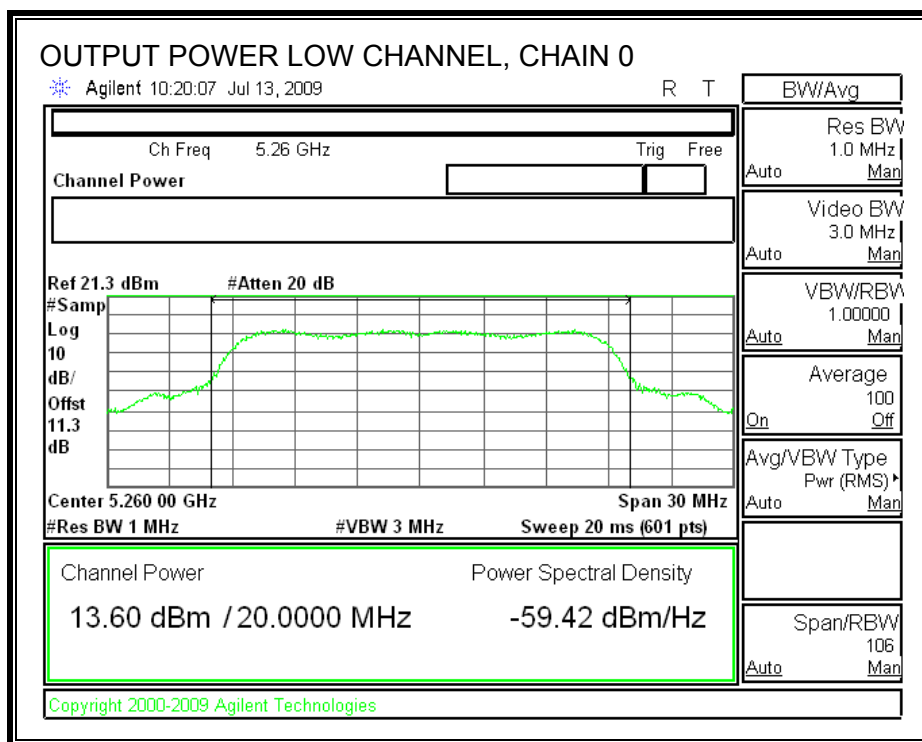 OUTPUT POWER LOW CHANNEL, CHAIN 0
Agilent 10:20:07 Jul 13, 2009 R T
Ch Freq 5.26 GHz Trig Free
Channel Power
Ref 21.3 dBm #Atten 20 dB
#Samp
Log
10
dB/
Offst
11.3
dB
Center 5.260 00 GHz Span 30 MHz
#Res BW 1 MHz #VBW 3 MHz Sweep 20 ms (601 pts)
Channel Power Power Spectral Density
13.60 dBm / 20.0000 MHz -59.42 dBm/Hz
Copyright 2000-2009 Agilent Technologies
BW/Avg
Res BW
1.0 MHz
Auto Man
Video BW
3.0 MHz
Auto Man
VBW/RBW
1.00000
Auto Man
Average
100
On Off
Avg/VBW Type
Pwr (RMS)
Auto Man
Span/RBW
106
Auto Man